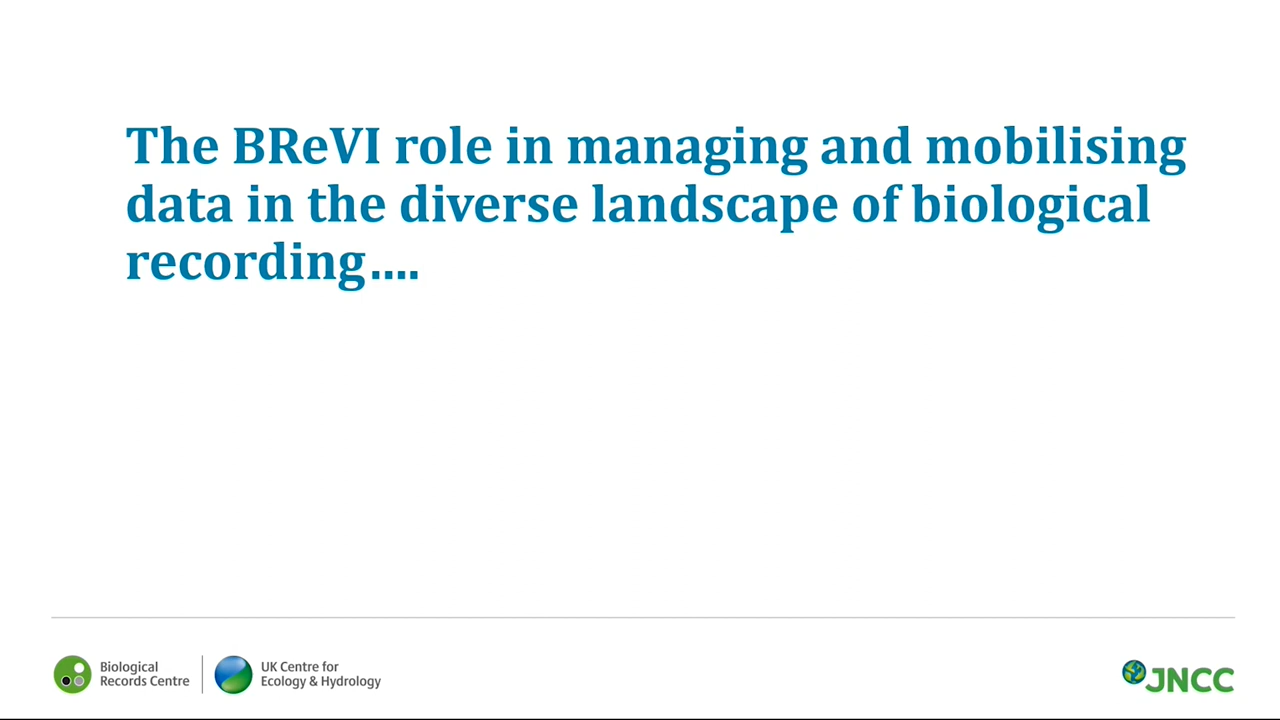 The BReVI role in managing and mobilising
data in the diverse landscape of biological
recording....
Biological
Records Centre
UK Centre for
Ecology & Hydrology
JNCC